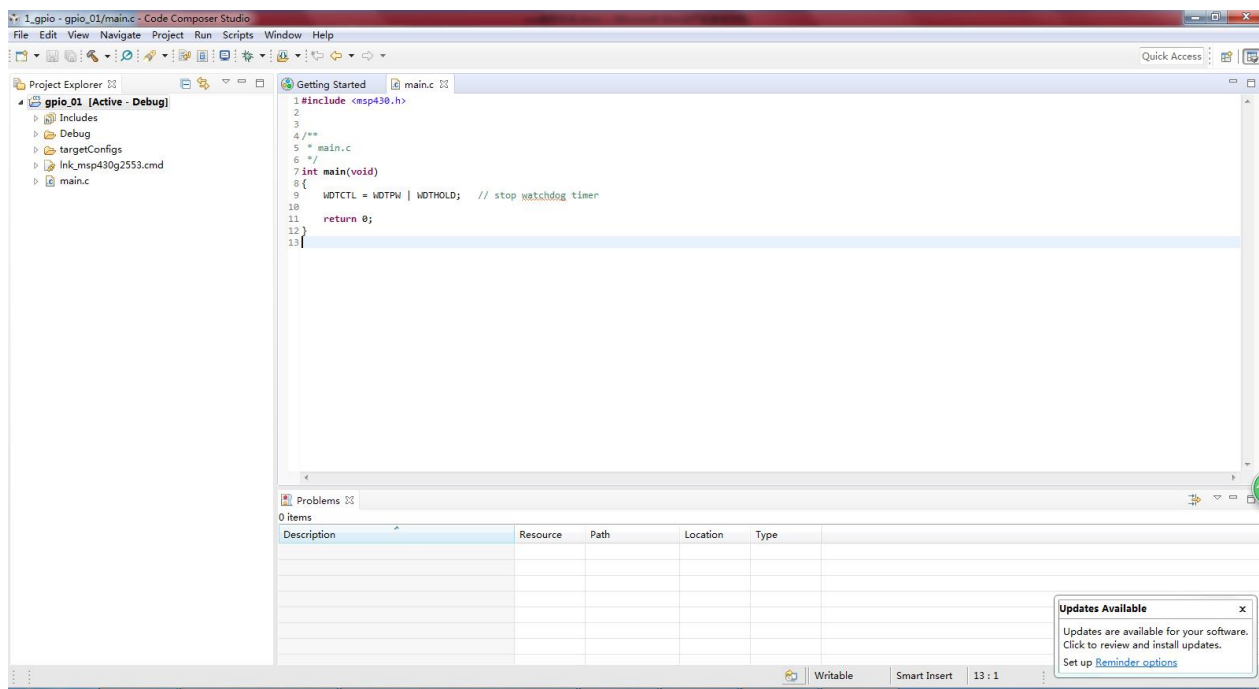 1_gpio - gpio_01/main.c - Code Composer Studio
File Edit View Navigate Project Run Scripts Window Help
Quick Access
Project Explorer
Getting Started main.c
gpio_01 [Active - Debug]
Includes
Debug
targetConfigs
lnk_msp430g2553.cmd
main.c
1 #include <msp430.h>
2
3
4 /**
5 * main.c
6 */
7 int main(void)
8 {
9 WDTCTL = WDTPW | WDTHOLD; // stop watchdog timer
10
11 return 0;
12 }
13
Problems
0 items
Description Resource Path Location Type
Updates Available x
Updates are available for your software.
Click to review and install updates.
Set up Reminder options
Writable Smart Insert 13 : 1